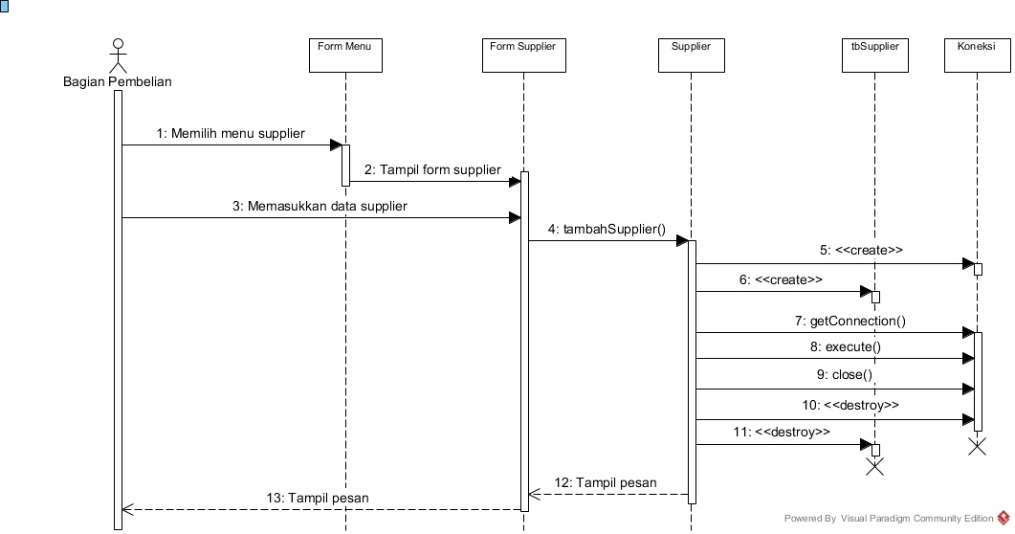 Form Menu
Form Supplier
Supplier
tbSupplier
Koneksi
Bagian Pembelian
1: Memilih menu supplier
2: Tampil form supplier
3: Memasukkan data supplier
4: tambahSupplier()
5: <<create>>
6: <<create>>
7: getConnection()
8: execute()
9: close()
10: <<destroy>>
11: <<destroy>>
12: Tampil pesan
13: Tampil pesan
Powered By Visual Paradigm Community Edition